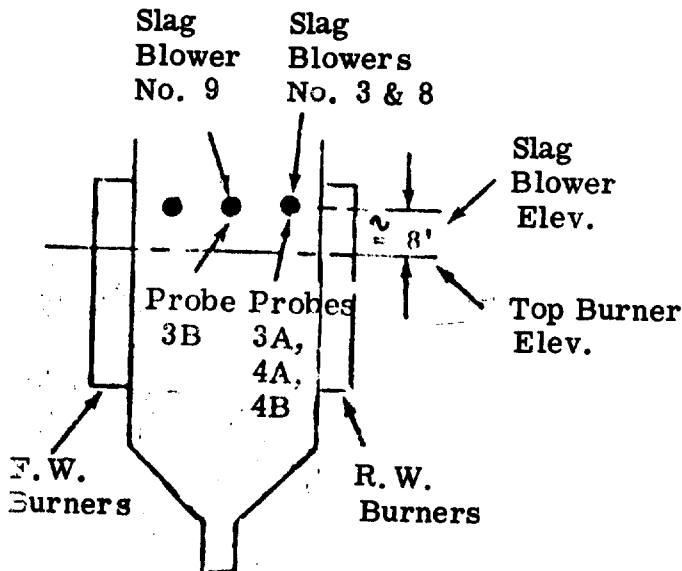 Slag
Blower
No. 9
Slag
Blowers
No. 3 & 8
Slag
Blower
Elev.
≈ 8'
Probe
3B
Probes
3A,
4A,
4B
Top Burner
Elev.
F. W.
Burners
R. W.
Burners